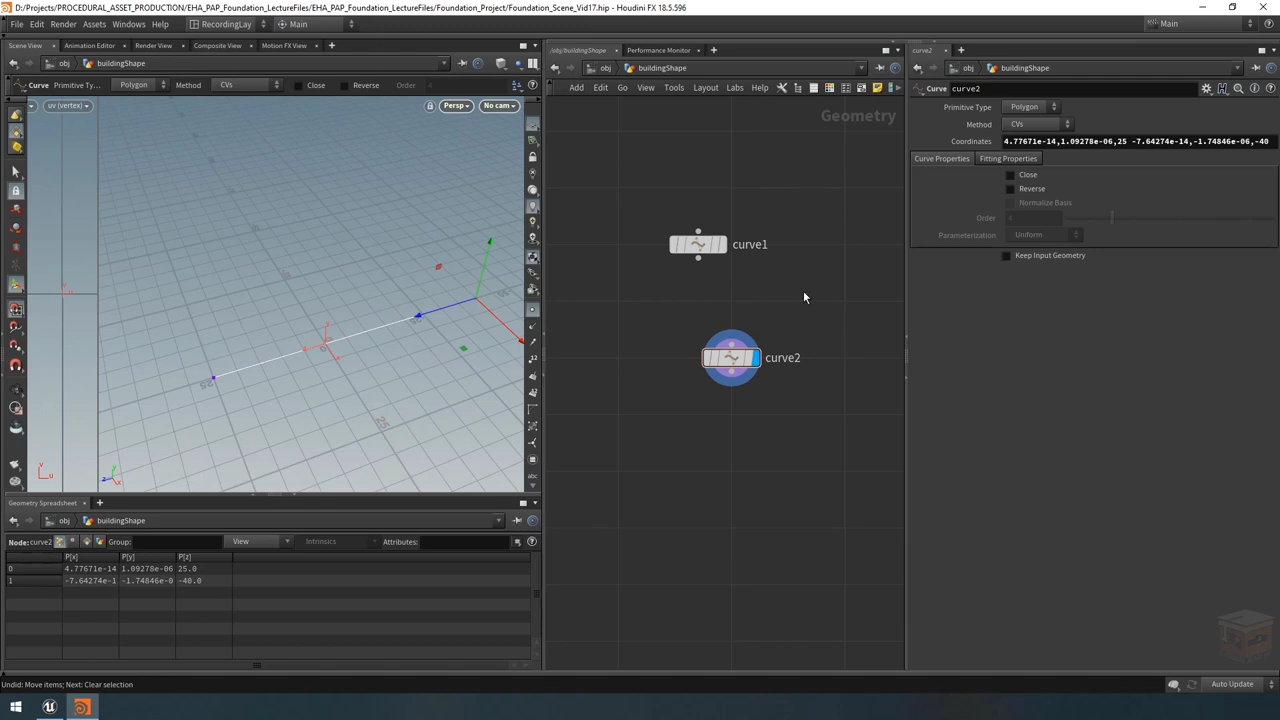 D:/Projects/PROCEDURAL_ASSET_PRODUCTION/EHA_PAP_Foundation_LectureFiles/EHA_PAP_Foundation_LectureFiles/Foundation_Project/Foundation_Scene_Vid17.hip - Houdini FX 18.5.596
File Edit Render Assets Windows Help RecordingLay Main Main
Scene View Animation Editor Render View Composite View Motion FX View
/obj/buildingShape Performance Monitor
curve2
obj buildingShape
obj buildingShape
obj buildingShape
Curve Primitive Ty... Polygon Method CVs Close Reverse Order
Add Edit Go View Tools Layout Labs Help
Curve curve2
uv (vertex) Persp No cam
Geometry
Primitive Type Polygon
Method CVs
Coordinates 4.77671e-14,1.09278e-06,25 -7.64274e-14,-1.74846e-06,-40
Curve Properties Fitting Properties
Close
Reverse
Normalize Basis
Order
Parameterization Uniform
Keep Input Geometry
curve1
curve2
25
25
Geometry Spreadsheet
obj buildingShape
Node: curve2 Group: View Intrinsics Attributes:
P[x] P[y] P[z]
0 4.77671e-14 1.09278e-06 25.0
1 -7.64274e-1 -1.74846e-0 -40.0
Undid: Move items; Next: Clear selection
Auto Update